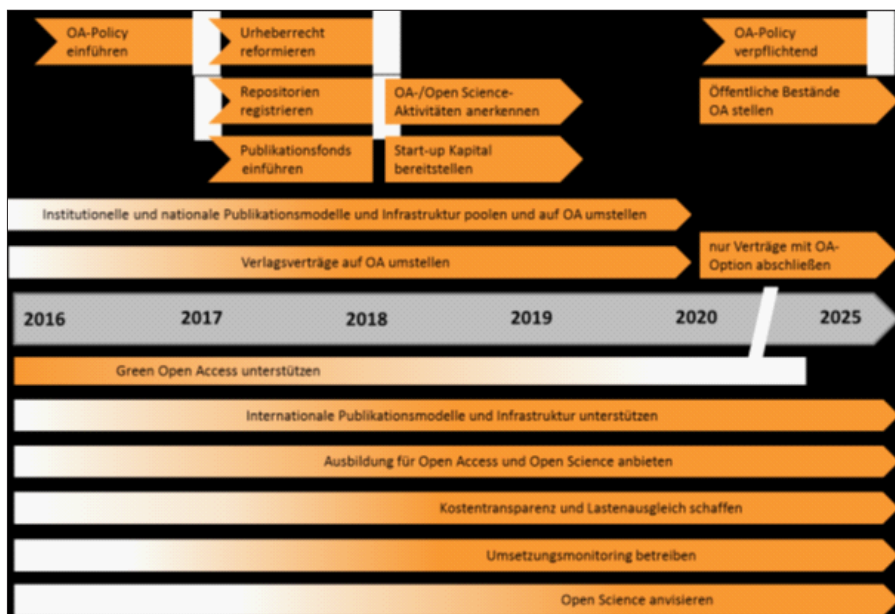 OA-Policy
einführen
Urheberrecht
reformieren
OA-Policy
verpflichtend
Repositorien
registrieren
OA-/Open Science-
Aktivitäten anerkennen
Öffentliche Bestände
OA stellen
Publikationsfonds
einführen
Start-up Kapital
bereitstellen
Institutionelle und nationale Publikationsmodelle und Infrastruktur poolen und auf OA umstellen
Verlagsverträge auf OA umstellen
nur Verträge mit OA-
Option abschließen
2016 2017 2018 2019 2020 2025
Green Open Access unterstützen
Internationale Publikationsmodelle und Infrastruktur unterstützen
Ausbildung für Open Access und Open Science anbieten
Kostentransparenz und Lastenausgleich schaffen
Umsetzungsmonitoring betreiben
Open Science anvisieren